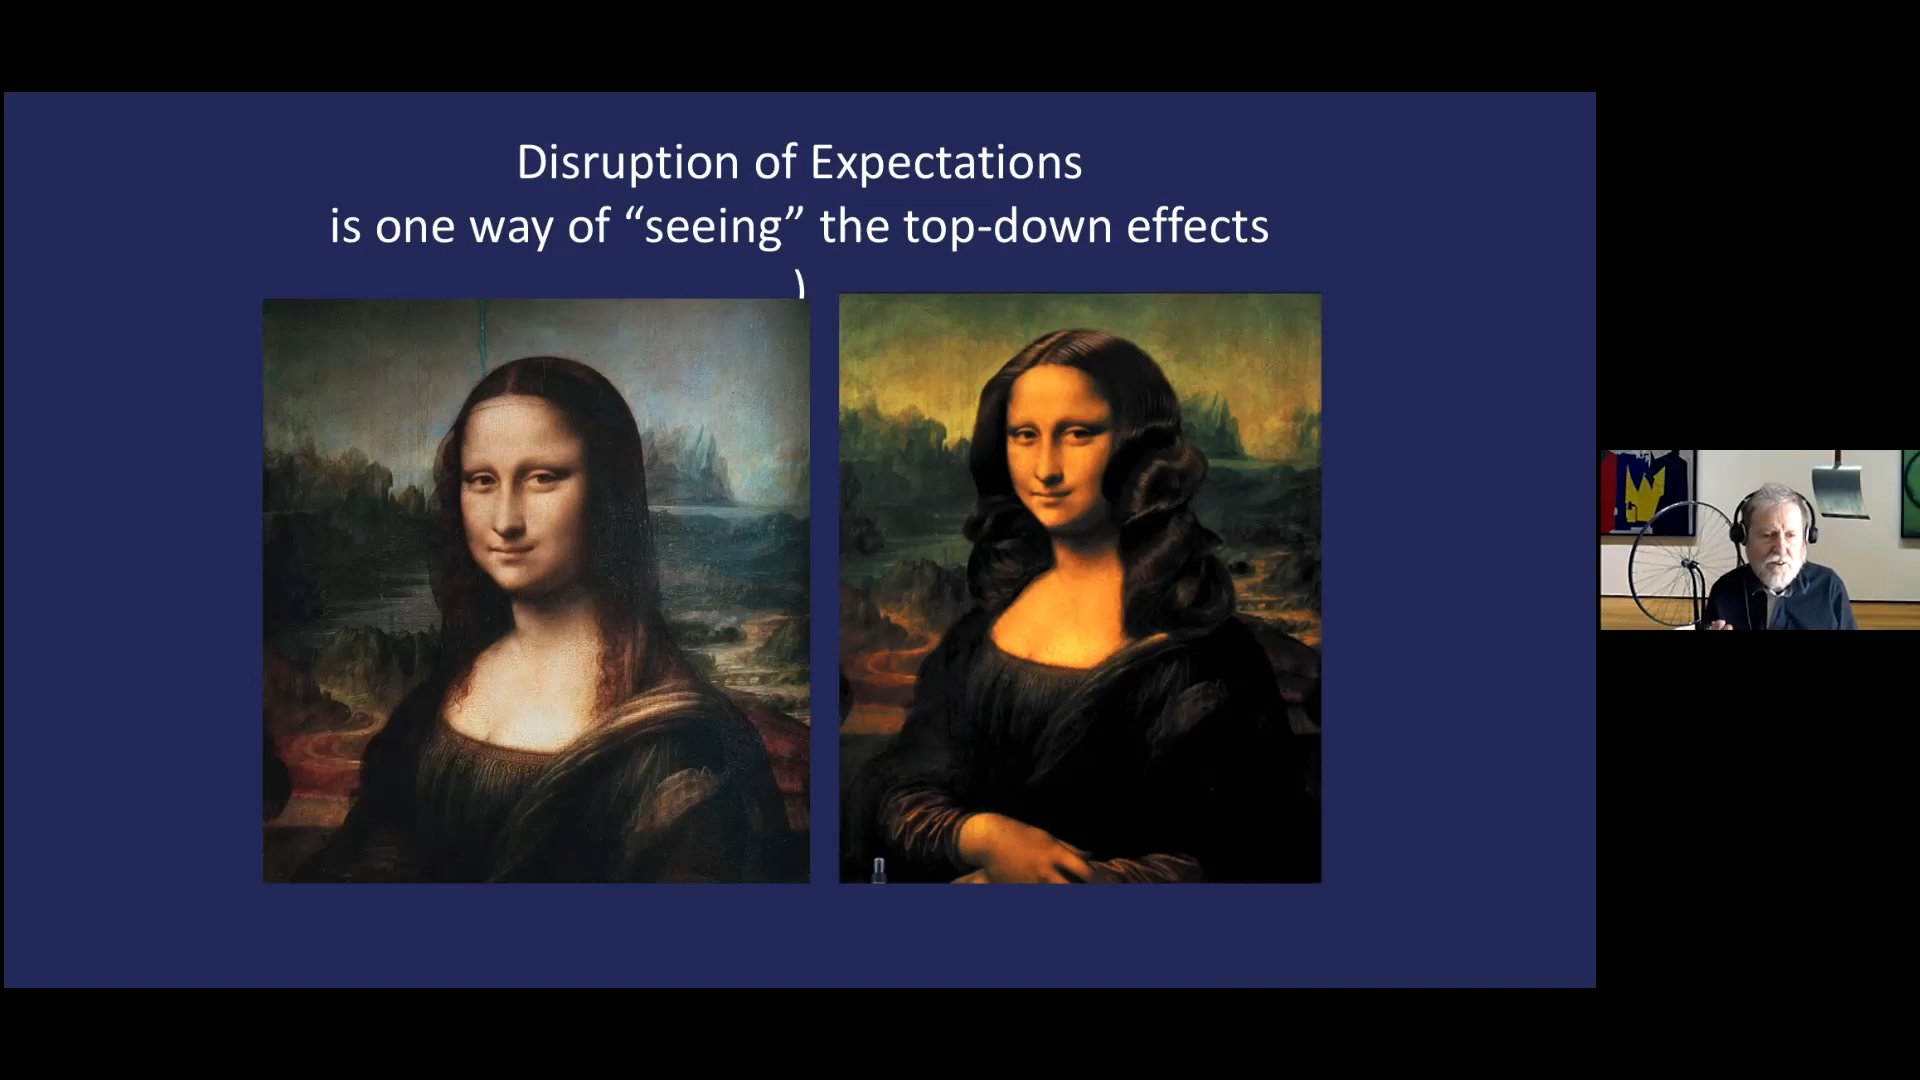 Disruption of Expectations
is one way of “seeing” the top-down effects
)